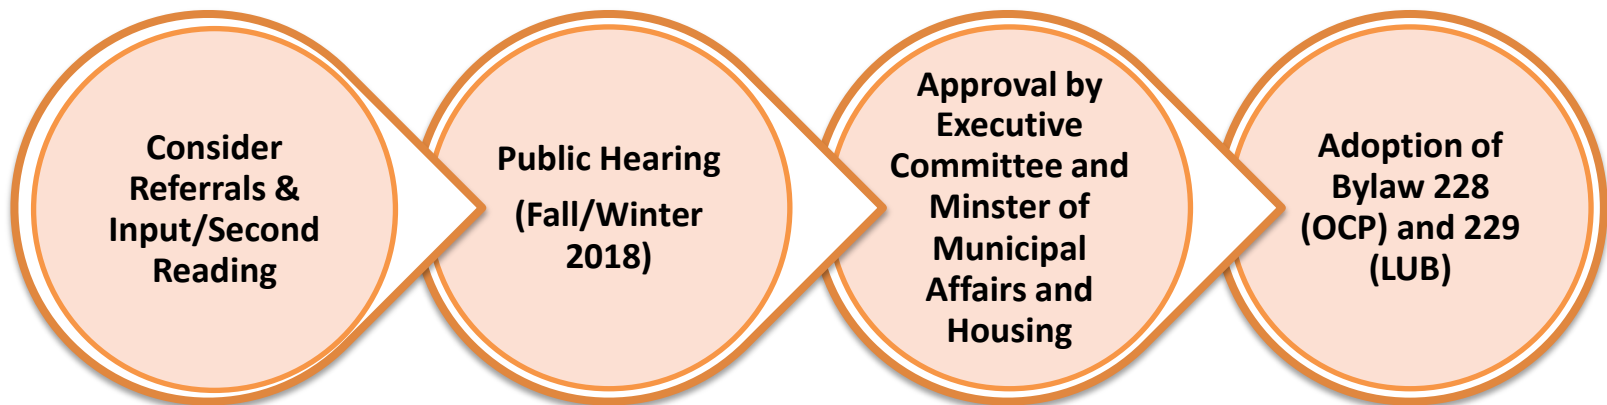 Consider
Referrals &
Input/Second
Reading
Public Hearing
(Fall/Winter
2018)
Approval by
Executive
Committee and
Minster of
Municipal
Affairs and
Housing
Adoption of
Bylaw 228
(OCP) and 229
(LUB)